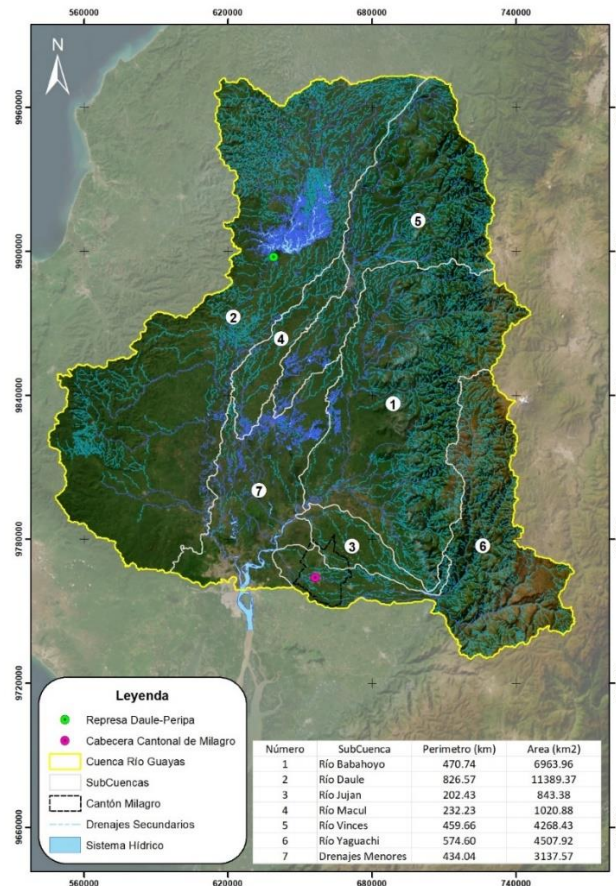 560000 620000 680000 740000
N
9960000
9900000
9840000
9780000
9720000
9660000
5
2
4
1
7
3
6
Leyenda
Represa Daule-Peripa
Cabecera Cantonal de Milagro
Cuenca Río Guayas
SubCuencas
Cantón Milagro
Drenajes Secundarios
Sistema Hídrico
Número SubCuenca Perimetro (km) Area (km2)
1 Río Babahoyo 470.74 6963.96
2 Río Daule 826.57 11389.37
3 Río Jujan 202.43 843.38
4 Río Macul 232.23 1020.88
5 Río Vinces 459.66 4268.43
6 Río Yaguachi 574.60 4507.92
7 Drenajes Menores 434.04 3137.57
560000 620000 680000 740000